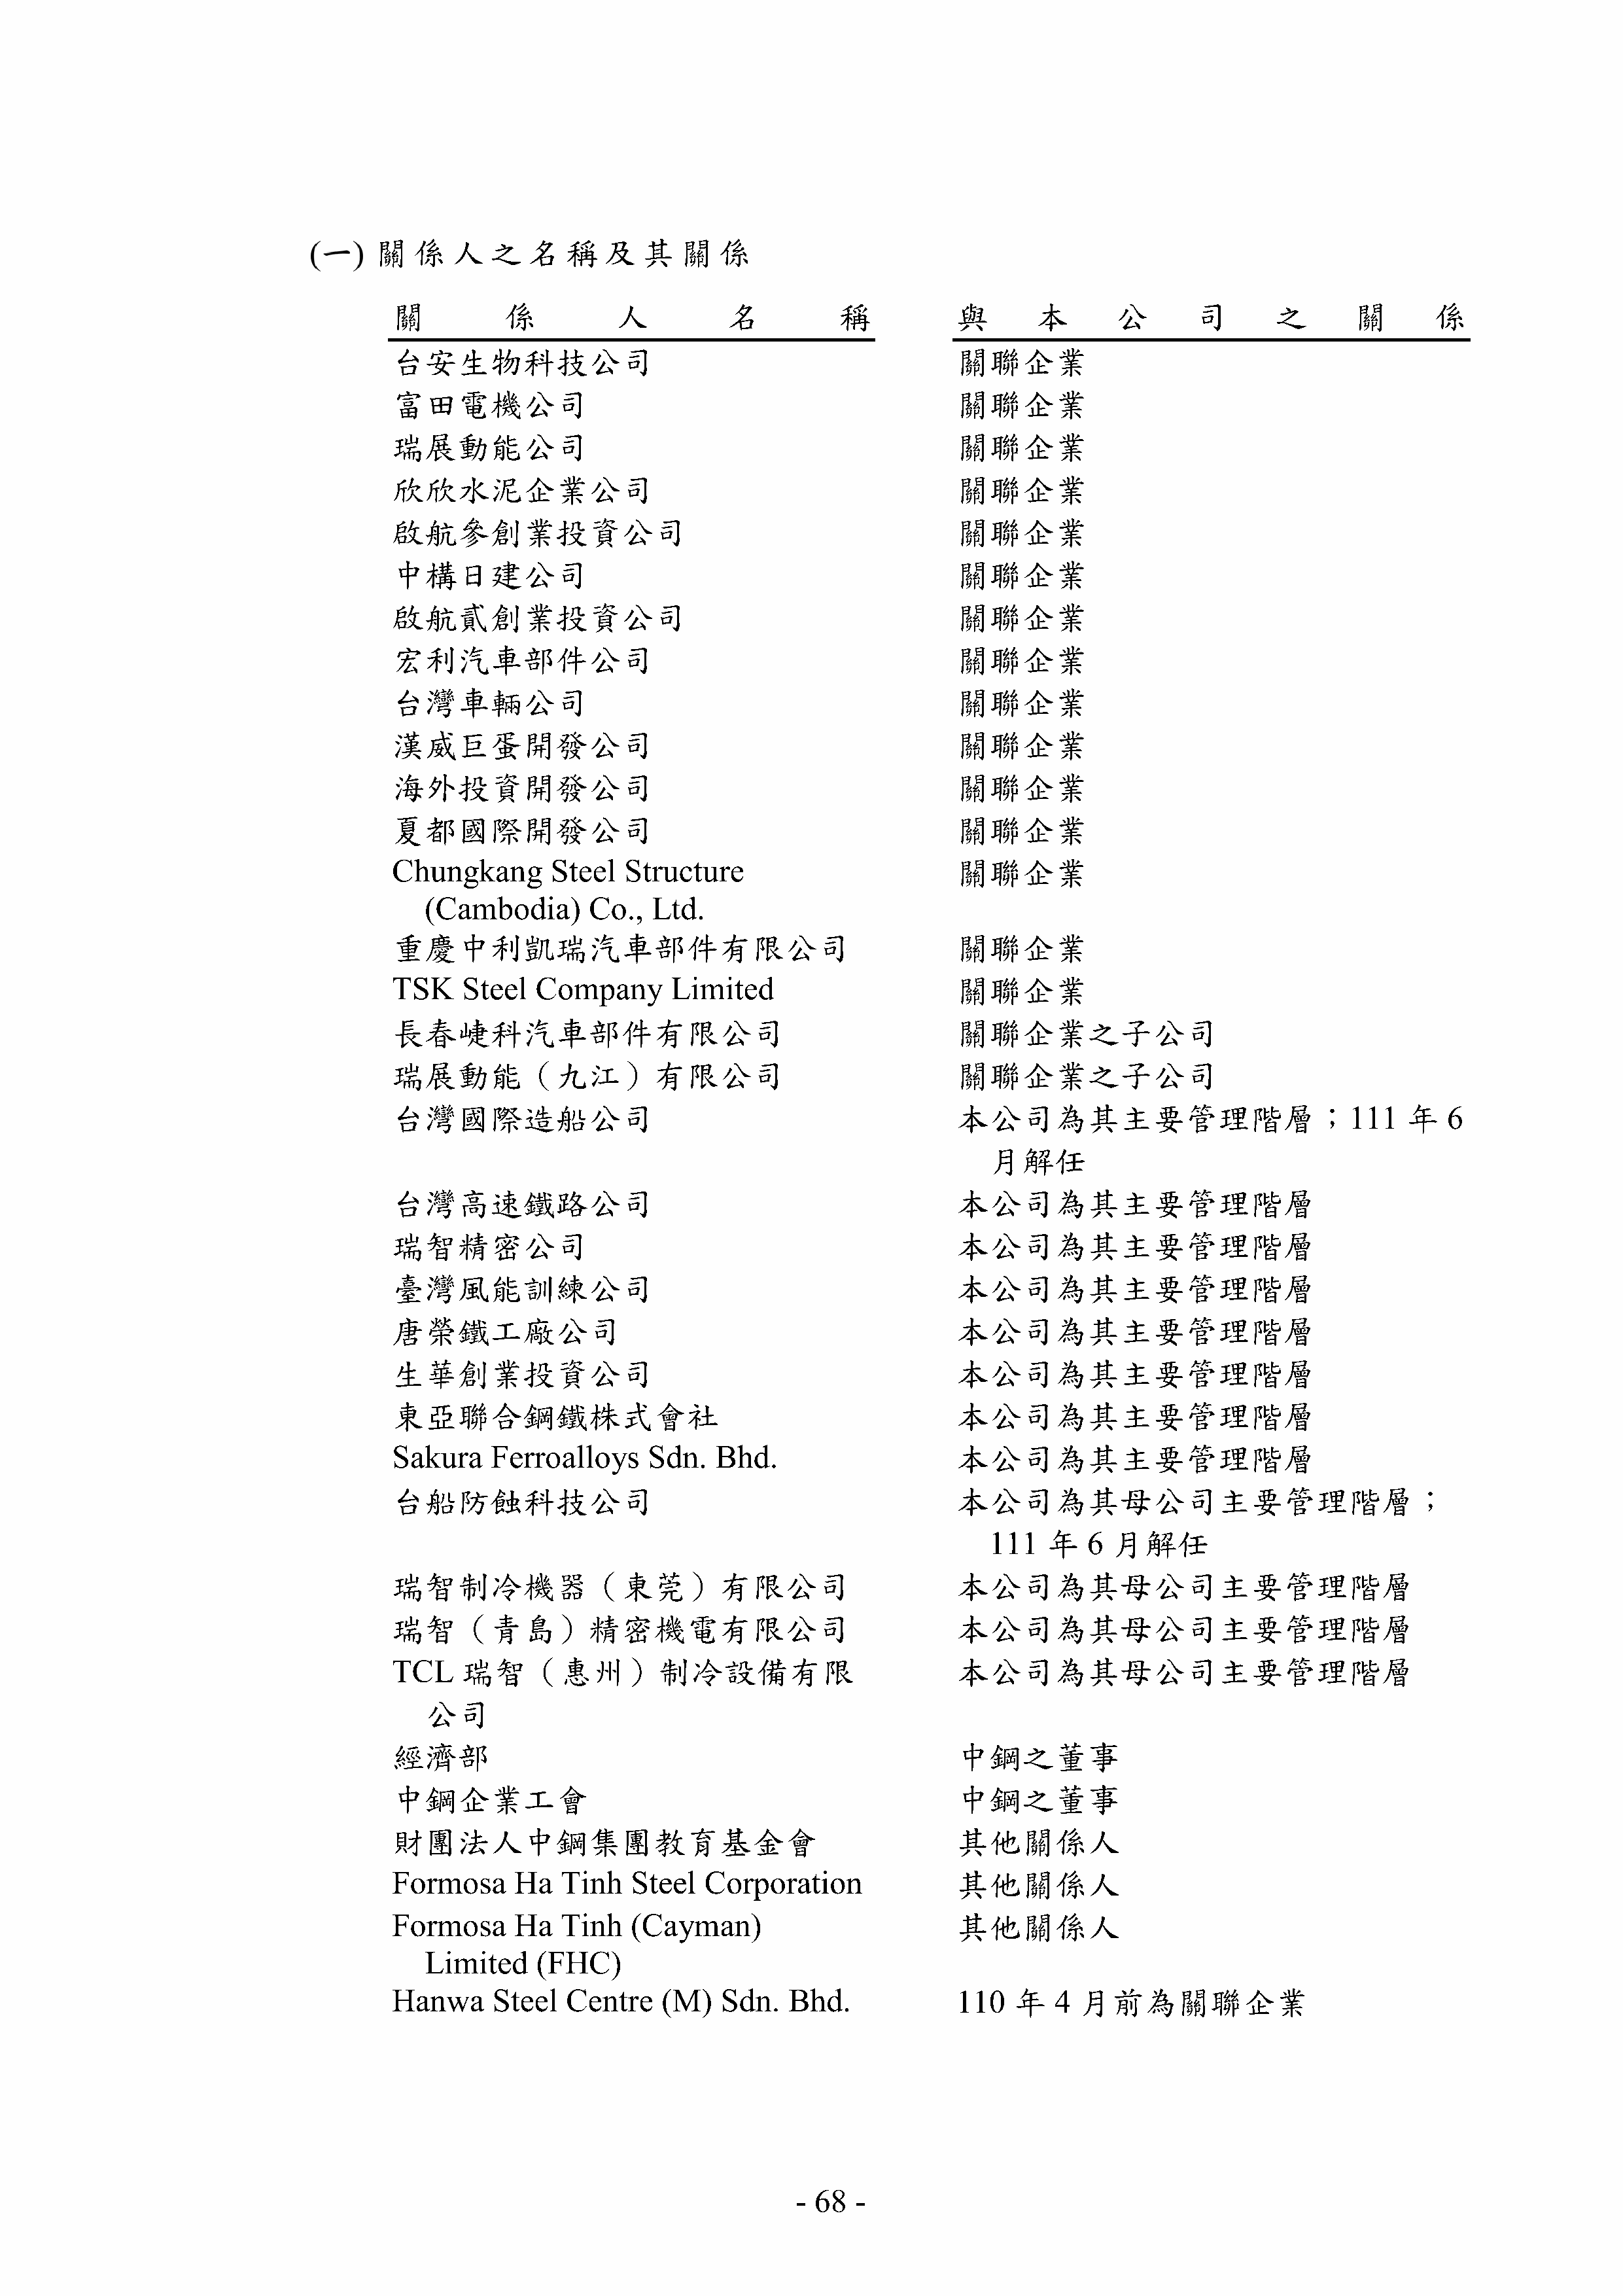 (一) 關係人之名稱及其關係
關係人名稱 與本公司之關係
台安生物科技公司 關聯企業
富田電機公司 關聯企業
瑞展動能公司 關聯企業
欣欣水泥企業公司 關聯企業
啟航參創業投資公司 關聯企業
中構日建公司 關聯企業
啟航貳創業投資公司 關聯企業
宏利汽車部件公司 關聯企業
台灣車輛公司 關聯企業
漢威巨蛋開發公司 關聯企業
海外投資開發公司 關聯企業
夏都國際開發公司 關聯企業
Chungkang Steel Structure 關聯企業
(Cambodia) Co., Ltd.
重慶中利凱瑞汽車部件有限公司 關聯企業
TSK Steel Company Limited 關聯企業
長春崨科汽車部件有限公司 關聯企業之子公司
瑞展動能（九江）有限公司 關聯企業之子公司
台灣國際造船公司 本公司為其主要管理階層；111 年 6
月解任
台灣高速鐵路公司 本公司為其主要管理階層
瑞智精密公司 本公司為其主要管理階層
臺灣風能訓練公司 本公司為其主要管理階層
唐榮鐵工廠公司 本公司為其主要管理階層
生華創業投資公司 本公司為其主要管理階層
東亞聯合鋼鐵株式會社 本公司為其主要管理階層
Sakura Ferroalloys Sdn. Bhd. 本公司為其主要管理階層
台船防蝕科技公司 本公司為其母公司主要管理階層；
111 年 6 月解任
瑞智制冷機器（東莞）有限公司 本公司為其母公司主要管理階層
瑞智（青島）精密機電有限公司 本公司為其母公司主要管理階層
TCL 瑞智（惠州）制冷設備有限 本公司為其母公司主要管理階層
公司
經濟部 中鋼之董事
中鋼企業工會 中鋼之董事
財團法人中鋼集團教育基金會 其他關係人
Formosa Ha Tinh Steel Corporation 其他關係人
Formosa Ha Tinh (Cayman) 其他關係人
Limited (FHC)
Hanwa Steel Centre (M) Sdn. Bhd. 110 年 4 月前為關聯企業
- 68 -